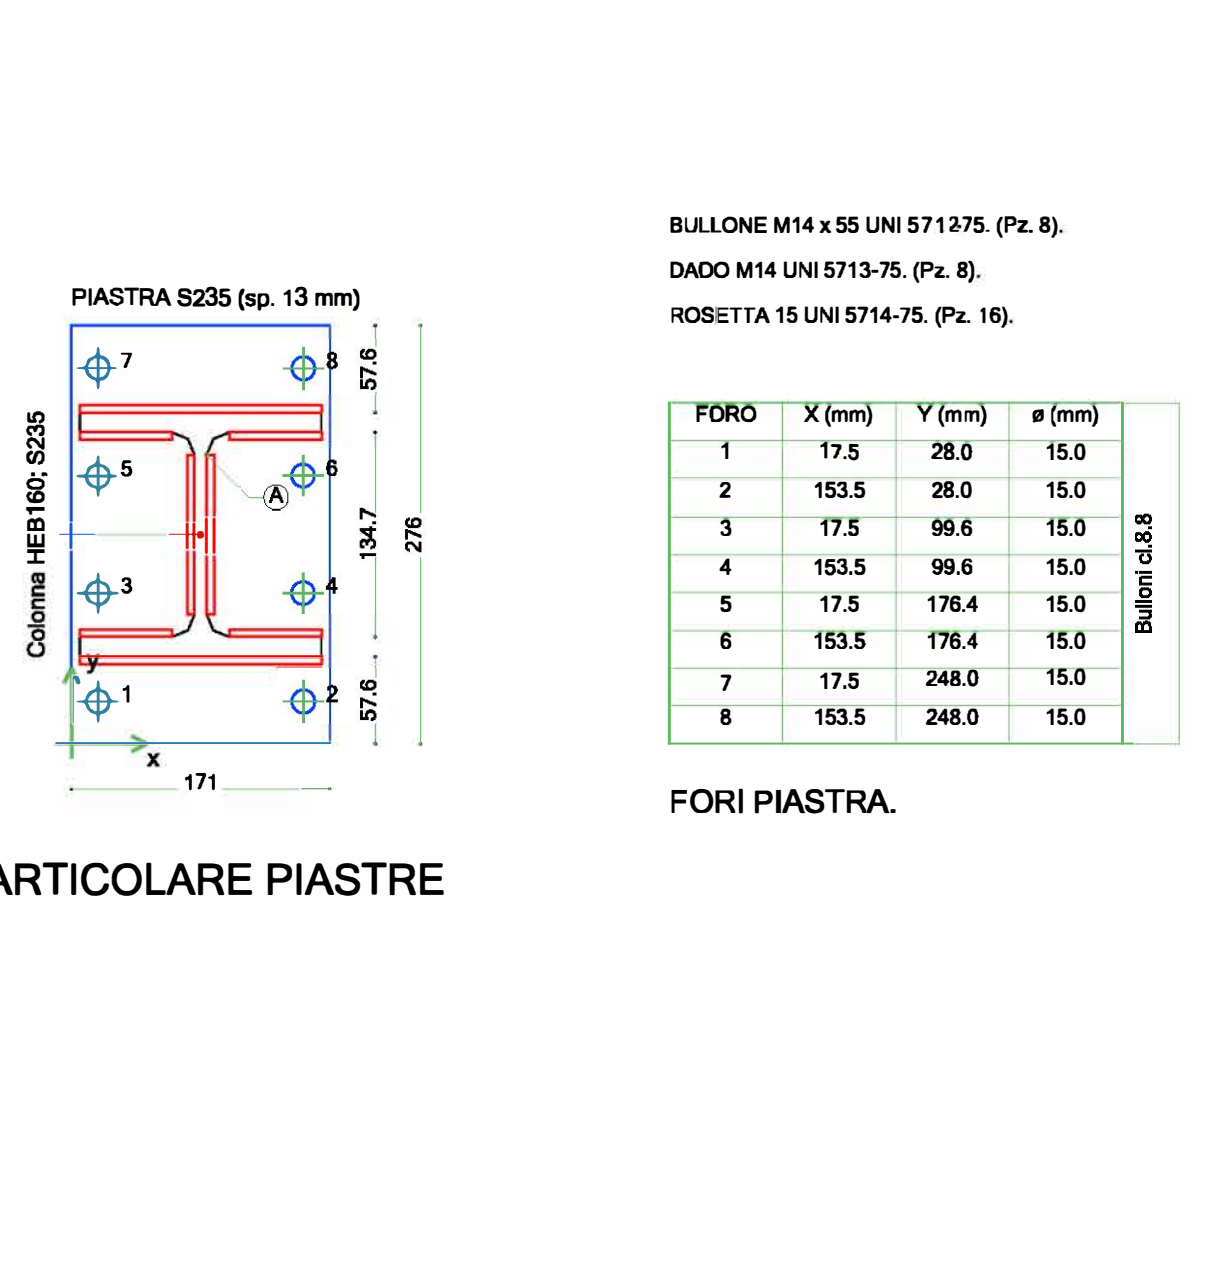 BULLONE M14 x 55 UNI 5712-75. (Pz. 8).
DADO M14 UNI 5713-75. (Pz. 8).
ROSETTA 15 UNI 5714-75. (Pz. 16).
PIASTRA S235 (sp. 13 mm)
7
8
57.6
Colonna HEB160; S235
5
6
A
134.7
276
3
4
y
1
2
57.6
x
171
ARTICOLARE PIASTRE
FORO X (mm) Y (mm) ø (mm)
1 17.5 28.0 15.0
2 153.5 28.0 15.0
3 17.5 99.6 15.0
4 153.5 99.6 15.0
5 17.5 176.4 15.0
6 153.5 176.4 15.0
7 17.5 248.0 15.0
8 153.5 248.0 15.0
Bulloni cl.8.8
FORI PIASTRA.